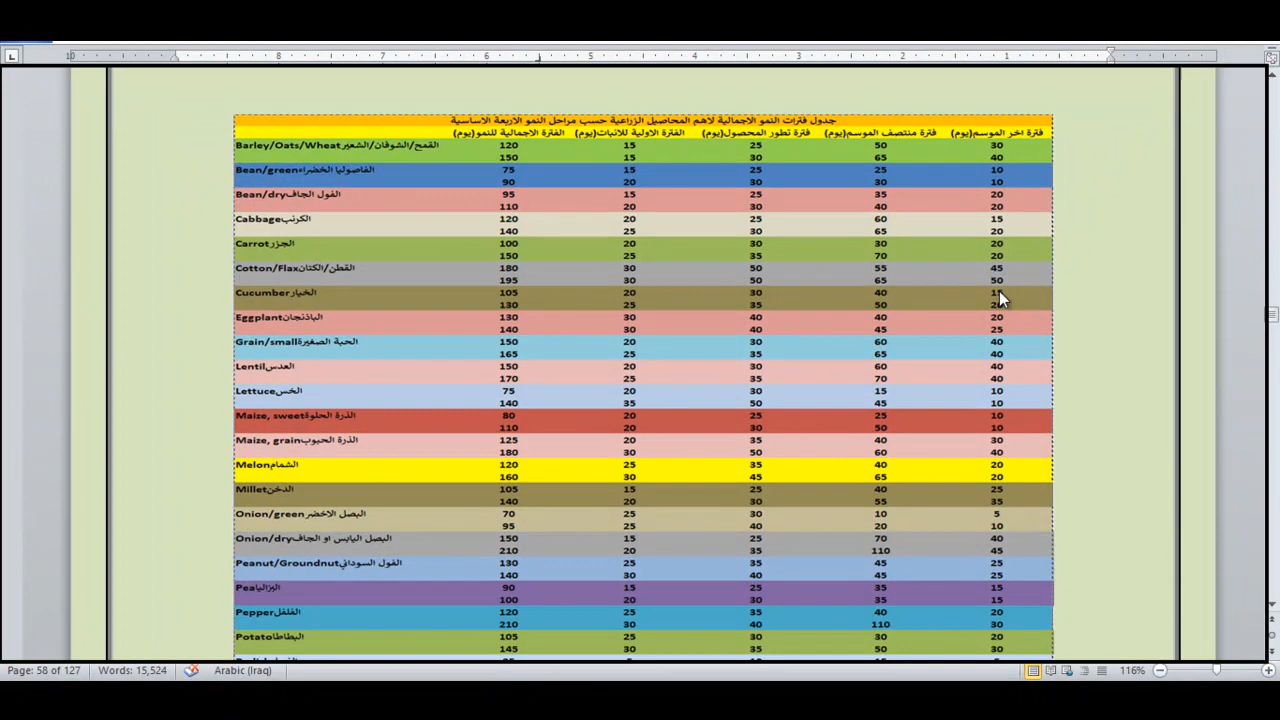 10 9 8 7 6 5 4 3 2 1
جدول فترات النمو الاجمالية لاهم المحاصيل الزراعية حسب مراحل النمو الاربعة الاساسية
الفترة الاجمالية للنمو(يوم) الفترة الاولية للانبات(يوم) فترة تطور المحصول(يوم) فترة منتصف الموسم(يوم) فترة اخر الموسم(يوم)
Barley/Oats/Wheatالقمح/الشوفان/الشعير 120 15 25 50 30
150 15 30 65 40
Bean/greenالفاصوليا الخضراء 75 15 25 25 10
90 20 30 30 10
Bean/dryالفول الجاف 95 15 25 35 20
110 20 30 40 20
Cabbageالكرنب 120 20 25 60 15
140 25 30 65 20
Carrotالجزر 100 20 30 30 20
150 25 35 70 20
Cotton/Flaxالقطن/الكتان 180 30 50 55 45
195 30 50 65 50
Cucumberالخيار 105 20 30 40 15
130 25 35 50
Eggplantالباذنجان 130 30 40 40 20
140 30 40 45 25
Grain/smallالحبة الصغيرة 150 20 30 60 40
165 25 35 65 40
Lentilالعدس 150 20 30 60 40
170 25 35 70 40
Lettuceالخس 75 20 30 15 10
140 35 50 45 10
Maize, sweetالذرة الحلوة 80 20 25 25 10
110 20 30 50 10
Maize, grainالذرة الحبوب 125 20 35 40 30
180 30 50 60 40
Melonالشمام 120 25 35 40 20
160 30 45 65 20
Milletالدخن 105 15 25 40 25
140 20 30 55 35
Onion/greenالبصل الاخضر 70 25 30 10 5
95 25 40 20 10
Onion/dryالبصل اليابس او الجاف 150 15 25 70 40
210 20 35 110 45
Peanut/Groundnutالفول السوداني 130 25 35 45 25
140 30 40 45 25
Peaالبزاليا 90 15 25 35 15
100 20 30 35 15
Pepperالفلفل 120 25 35 40 20
210 30 40 110 30
Potatoالبطاطا 105 25 30 30 20
145 30 35 50 30
Page: 58 of 127 Words: 15,524 Arabic (Iraq) 116%